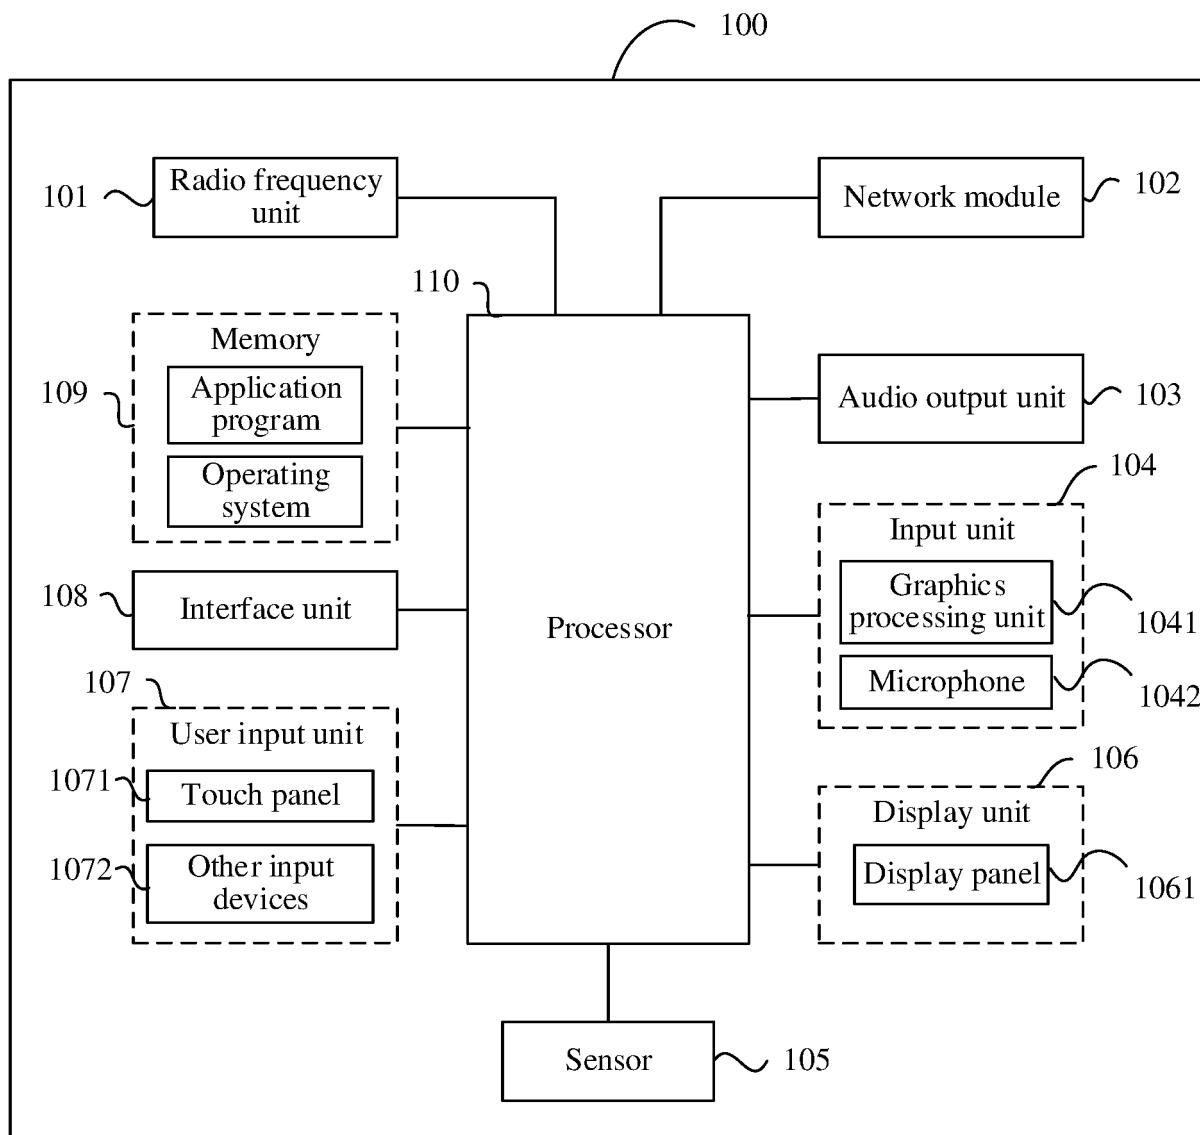 100
101
Radio frequency
unit
Network module
102
110
Memory
Application
program
Operating
system
109
Audio output unit
103
104
Input unit
Graphics
processing unit
1041
Microphone
1042
108
Interface unit
Processor
107
User input unit
1071
Touch panel
1072
Other input
devices
106
Display unit
Display panel
1061
Sensor
105